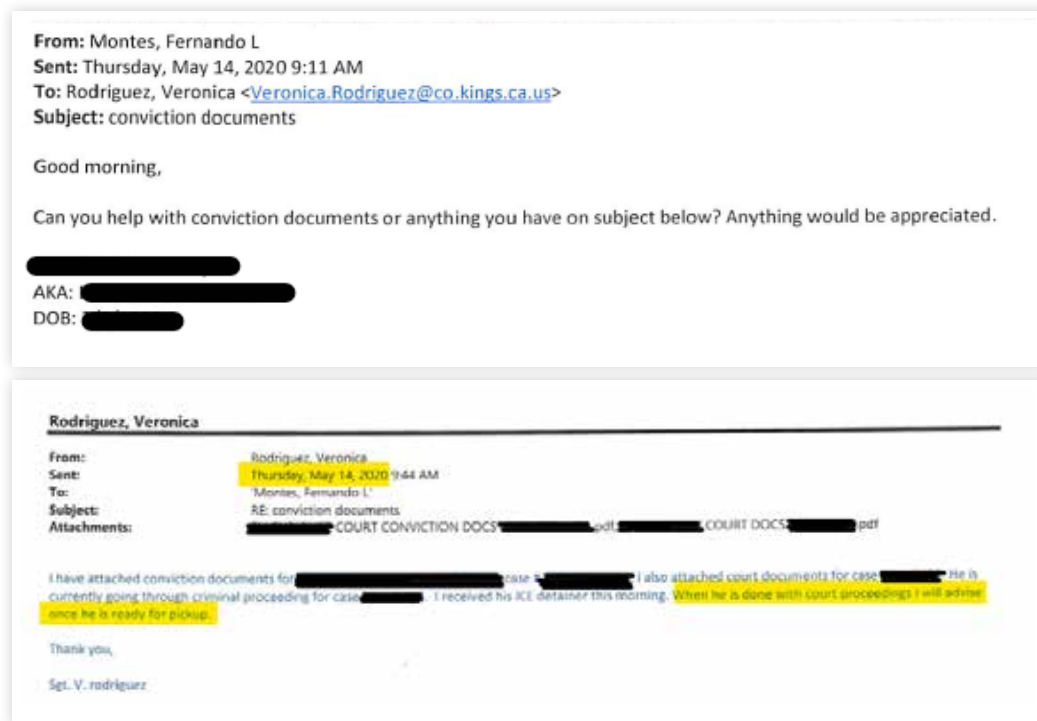 From: Montes, Fernando L
Sent: Thursday, May 14, 2020 9:11 AM
To: Rodriguez, Veronica <Veronica.Rodriguez@co.kings.ca.us>
Subject: conviction documents
Good morning,
Can you help with conviction documents or anything you have on subject below? Anything would be appreciated.
AKA:
DOB:
Rodriguez, Veronica
From: Rodriguez, Veronica
Sent: Thursday, May 14, 2020 9:44 AM
To: 'Montes, Fernando L'
Subject: RE: conviction documents
Attachments: COURT CONVICTION DOCS .pdf; COURT DOCS .pdf
I have attached conviction documents for case # I also attached court documents for case He is
currently going through criminal proceeding for case . I received his ICE detainer this morning. When he is done with court proceedings I will advise
once he is ready for pickup.
Thank you,
Sgt. V. rodriguez